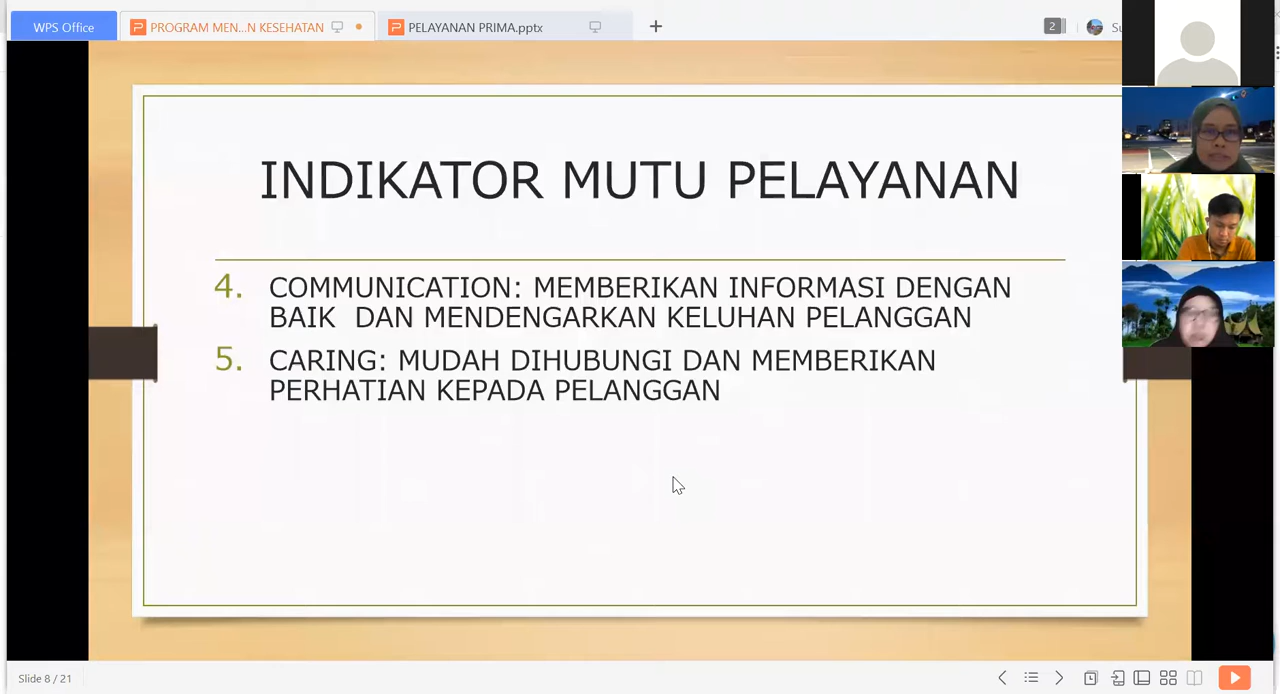 WPS Office
PROGRAM MEN...N KESEHATAN
PELAYANAN PRIMA.pptx
2
INDIKATOR MUTU PELAYANAN
4. COMMUNICATION: MEMBERIKAN INFORMASI DENGAN
BAIK DAN MENDENGARKAN KELUHAN PELANGGAN
5. CARING: MUDAH DIHUBUNGI DAN MEMBERIKAN
PERHATIAN KEPADA PELANGGAN
Slide 8 / 21